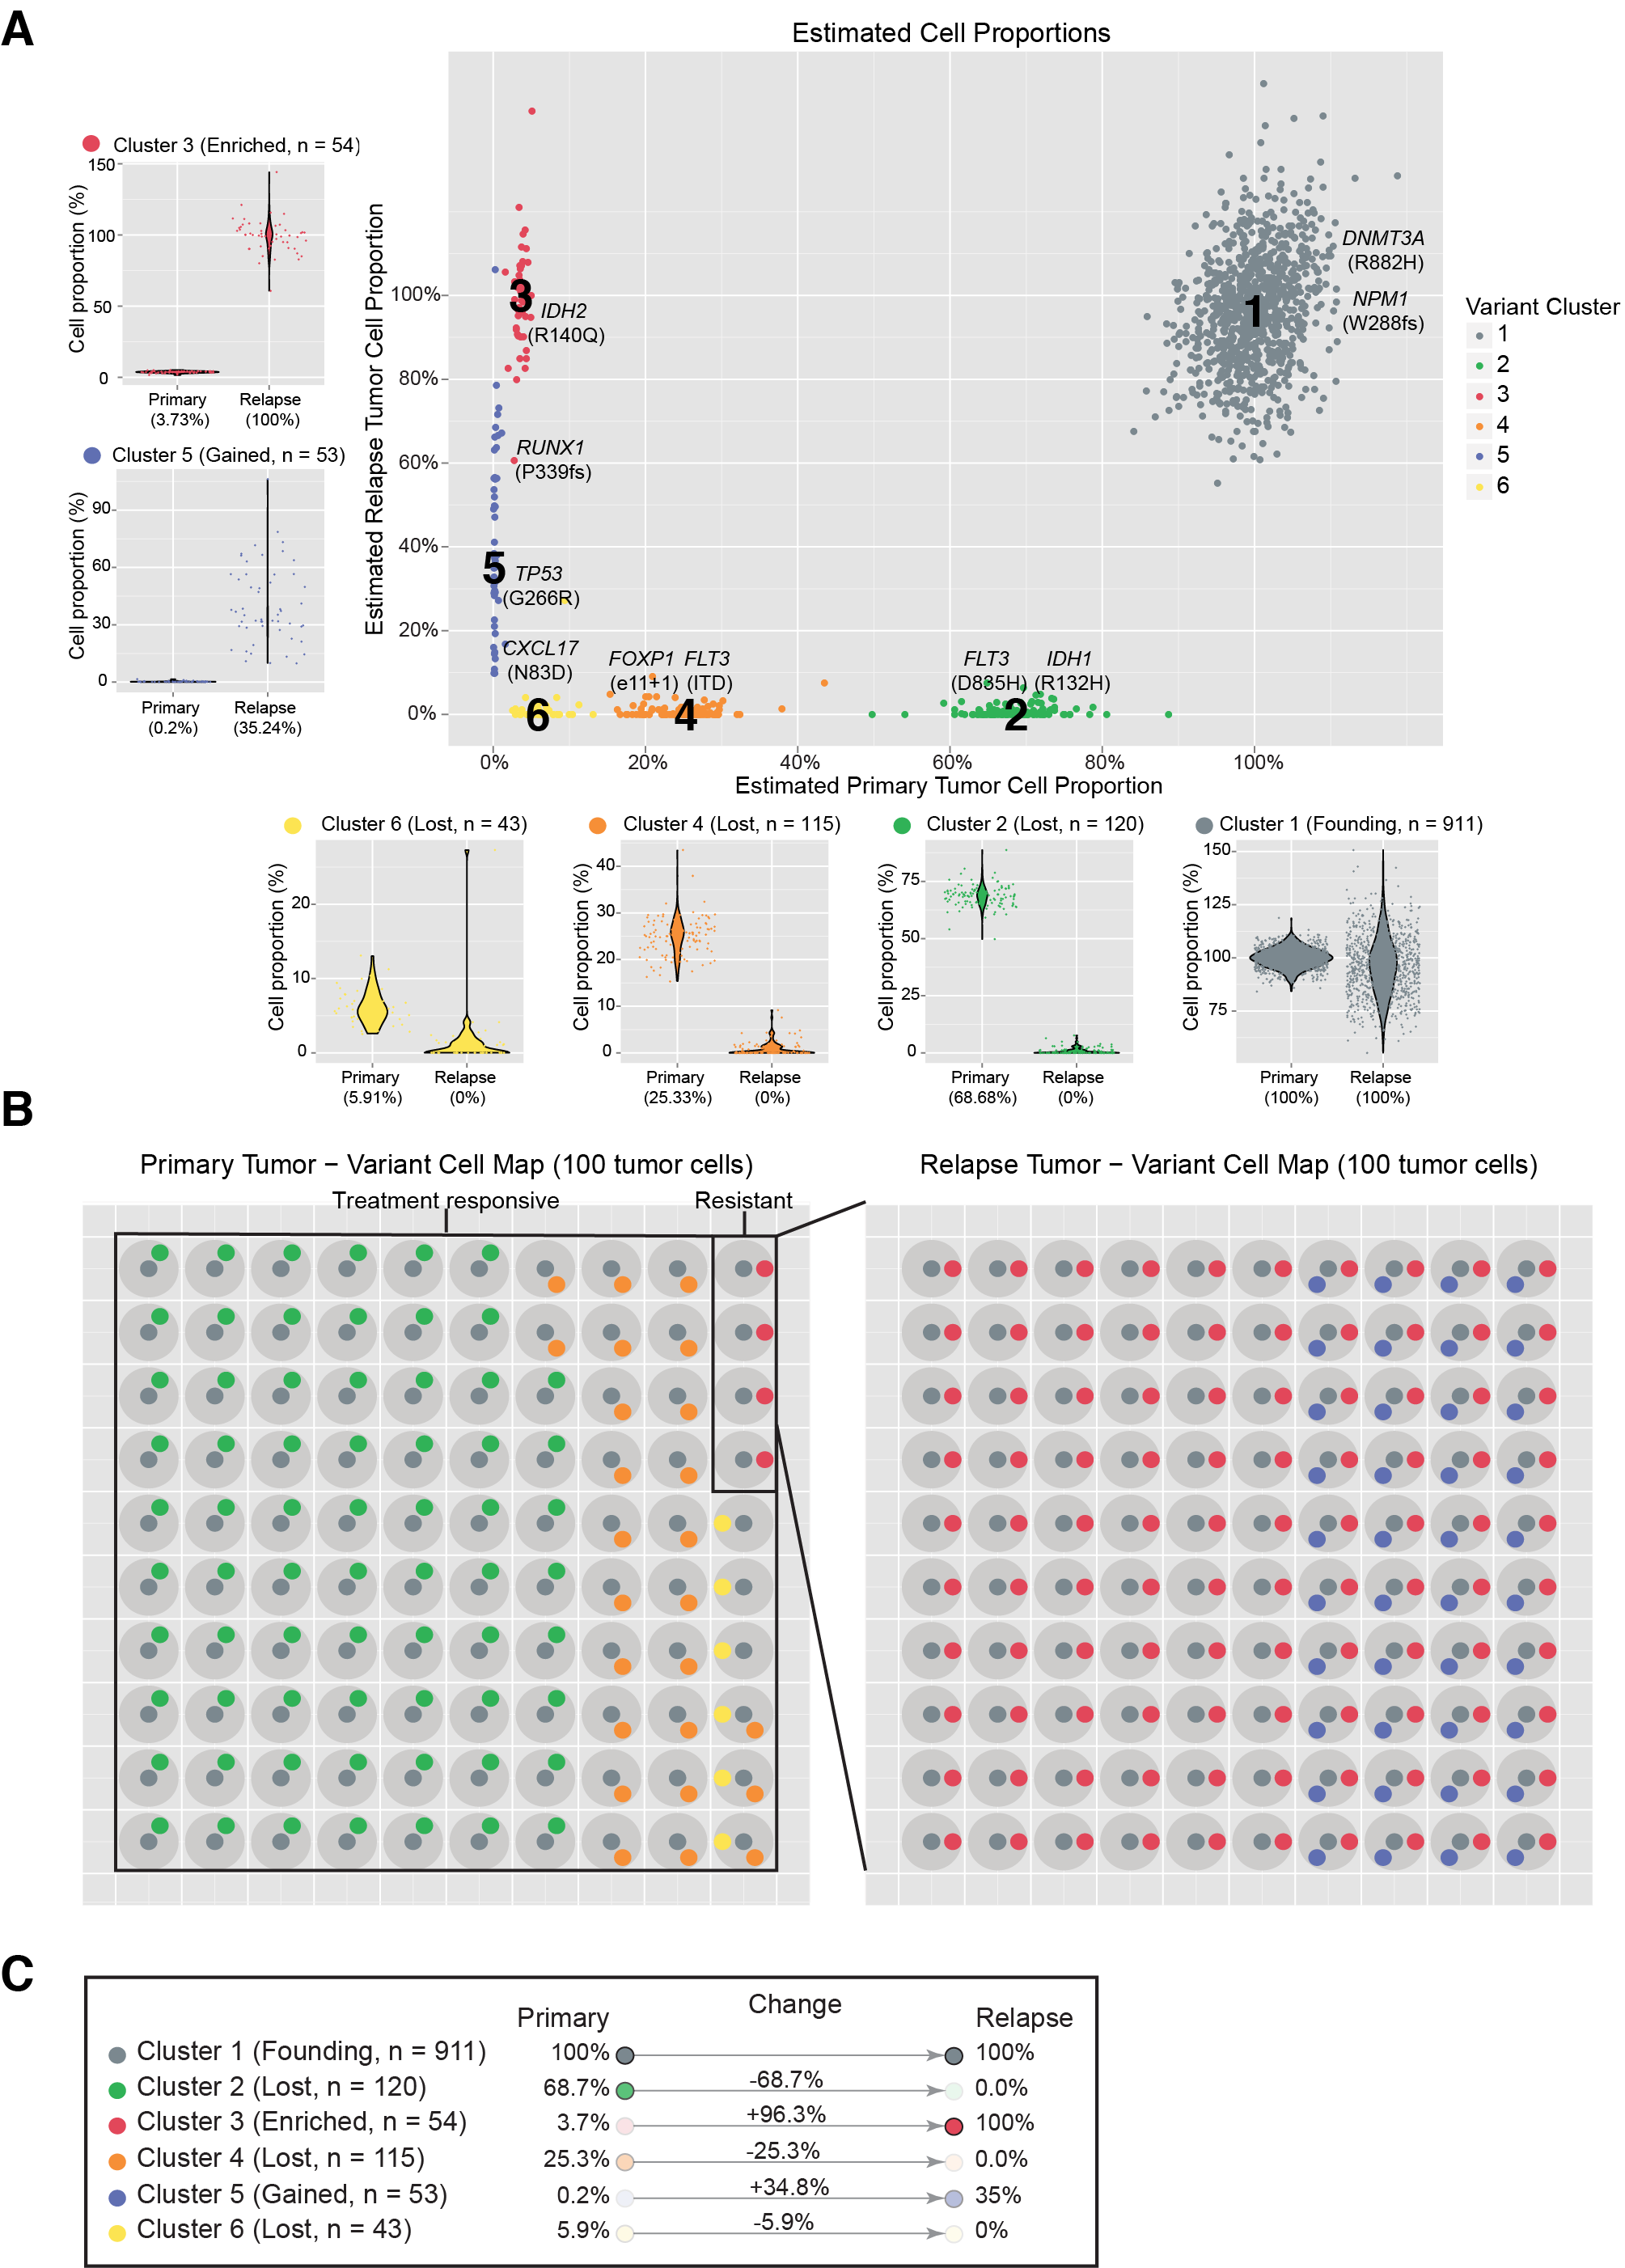 A
Estimated Cell Proportions
Cluster 3 (Enriched, n = 54)
150
100
50
0
Cell proportion (%)
Primary
(3.73%)
Relapse
(100%)
Cluster 5 (Gained, n = 53)
90
60
30
0
Cell proportion (%)
Primary
(0.2%)
Relapse
(35.24%)
Estimated Relapse Tumor Cell Proportion
100%
80%
60%
40%
20%
0%
3
IDH2
(R140Q)
RUNX1
(P339fs)
5
TP53
(G266R)
CXCL17
(N83D)
6
FOXP1
(e11+1)
FLT3
(ITD)
4
FLT3
(D835H)
IDH1
(R132H)
2
1
DNMT3A
(R882H)
NPM1
(W288fs)
0%
20%
40%
60%
80%
100%
Estimated Primary Tumor Cell Proportion
Variant Cluster
1
2
3
4
5
6
Cluster 6 (Lost, n = 43)
20
10
0
Cell proportion (%)
Primary
(5.91%)
Relapse
(0%)
Cluster 4 (Lost, n = 115)
40
30
20
10
0
Cell proportion (%)
Primary
(25.33%)
Relapse
(0%)
Cluster 2 (Lost, n = 120)
75
50
25
0
Cell proportion (%)
Primary
(68.68%)
Relapse
(0%)
Cluster 1 (Founding, n = 911)
150
125
100
75
Cell proportion (%)
Primary
(100%)
Relapse
(100%)
B
Primary Tumor − Variant Cell Map (100 tumor cells)
Treatment responsive
Resistant
Relapse Tumor − Variant Cell Map (100 tumor cells)
C
Primary
Change
Relapse
Cluster 1 (Founding, n = 911) 100% 100%
Cluster 2 (Lost, n = 120) 68.7% -68.7% 0.0%
Cluster 3 (Enriched, n = 54) 3.7% +96.3% 100%
Cluster 4 (Lost, n = 115) 25.3% -25.3% 0.0%
Cluster 5 (Gained, n = 53) 0.2% +34.8% 35%
Cluster 6 (Lost, n = 43) 5.9% -5.9% 0%